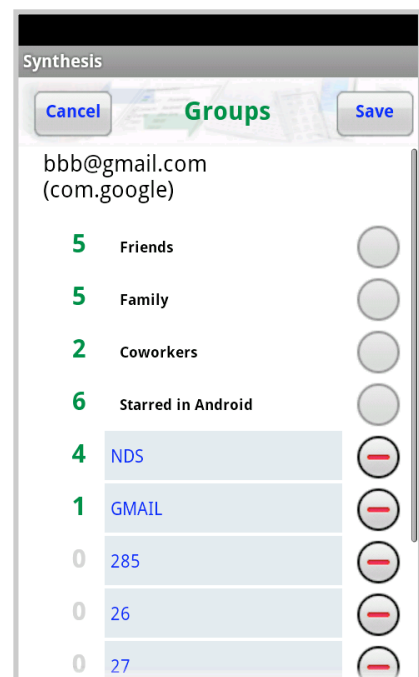 Synthesis
Cancel Groups Save
bbb@gmail.com
(com.google)
5 Friends
5 Family
2 Coworkers
6 Starred in Android
4 NDS
1 GMAIL
0 285
0 26
0 27